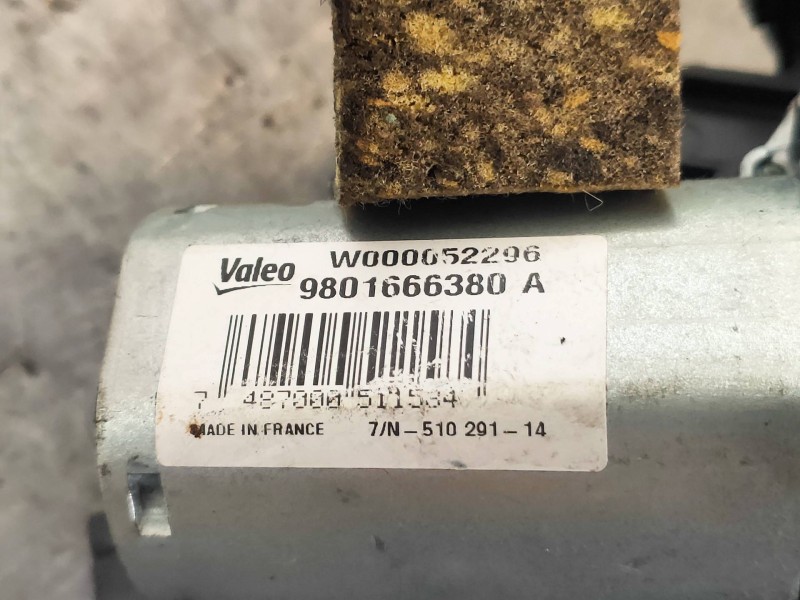 Valeo W000052296
9801666380 A
7 487000 511534
MADE IN FRANCE 7/N-510 291-14